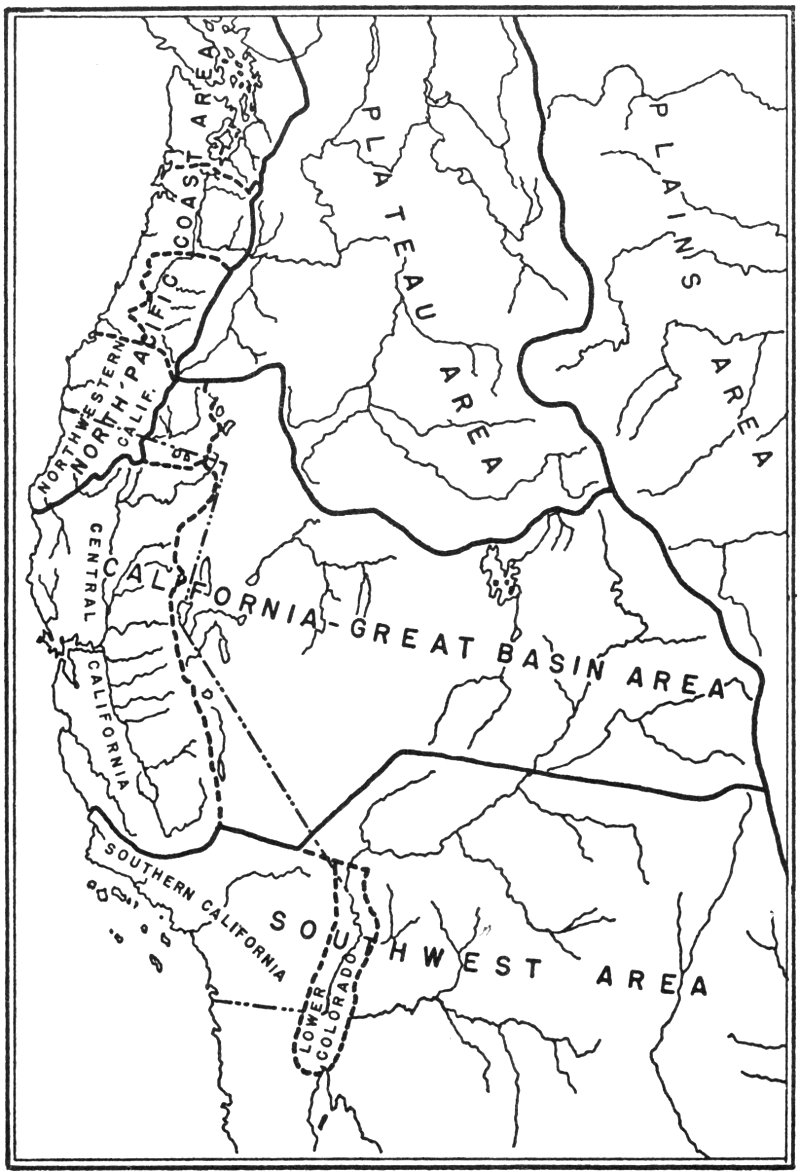 NORTH PACIFIC COAST AREA
PLATEAU AREA
PLAINS AREA
NORTHWESTERN
CALIF.
CENTRAL CALIFORNIA
CALIFORNIA-GREAT BASIN AREA
SOUTHERN CALIFORNIA
SOUTHWEST AREA
LOWER
COLORADO